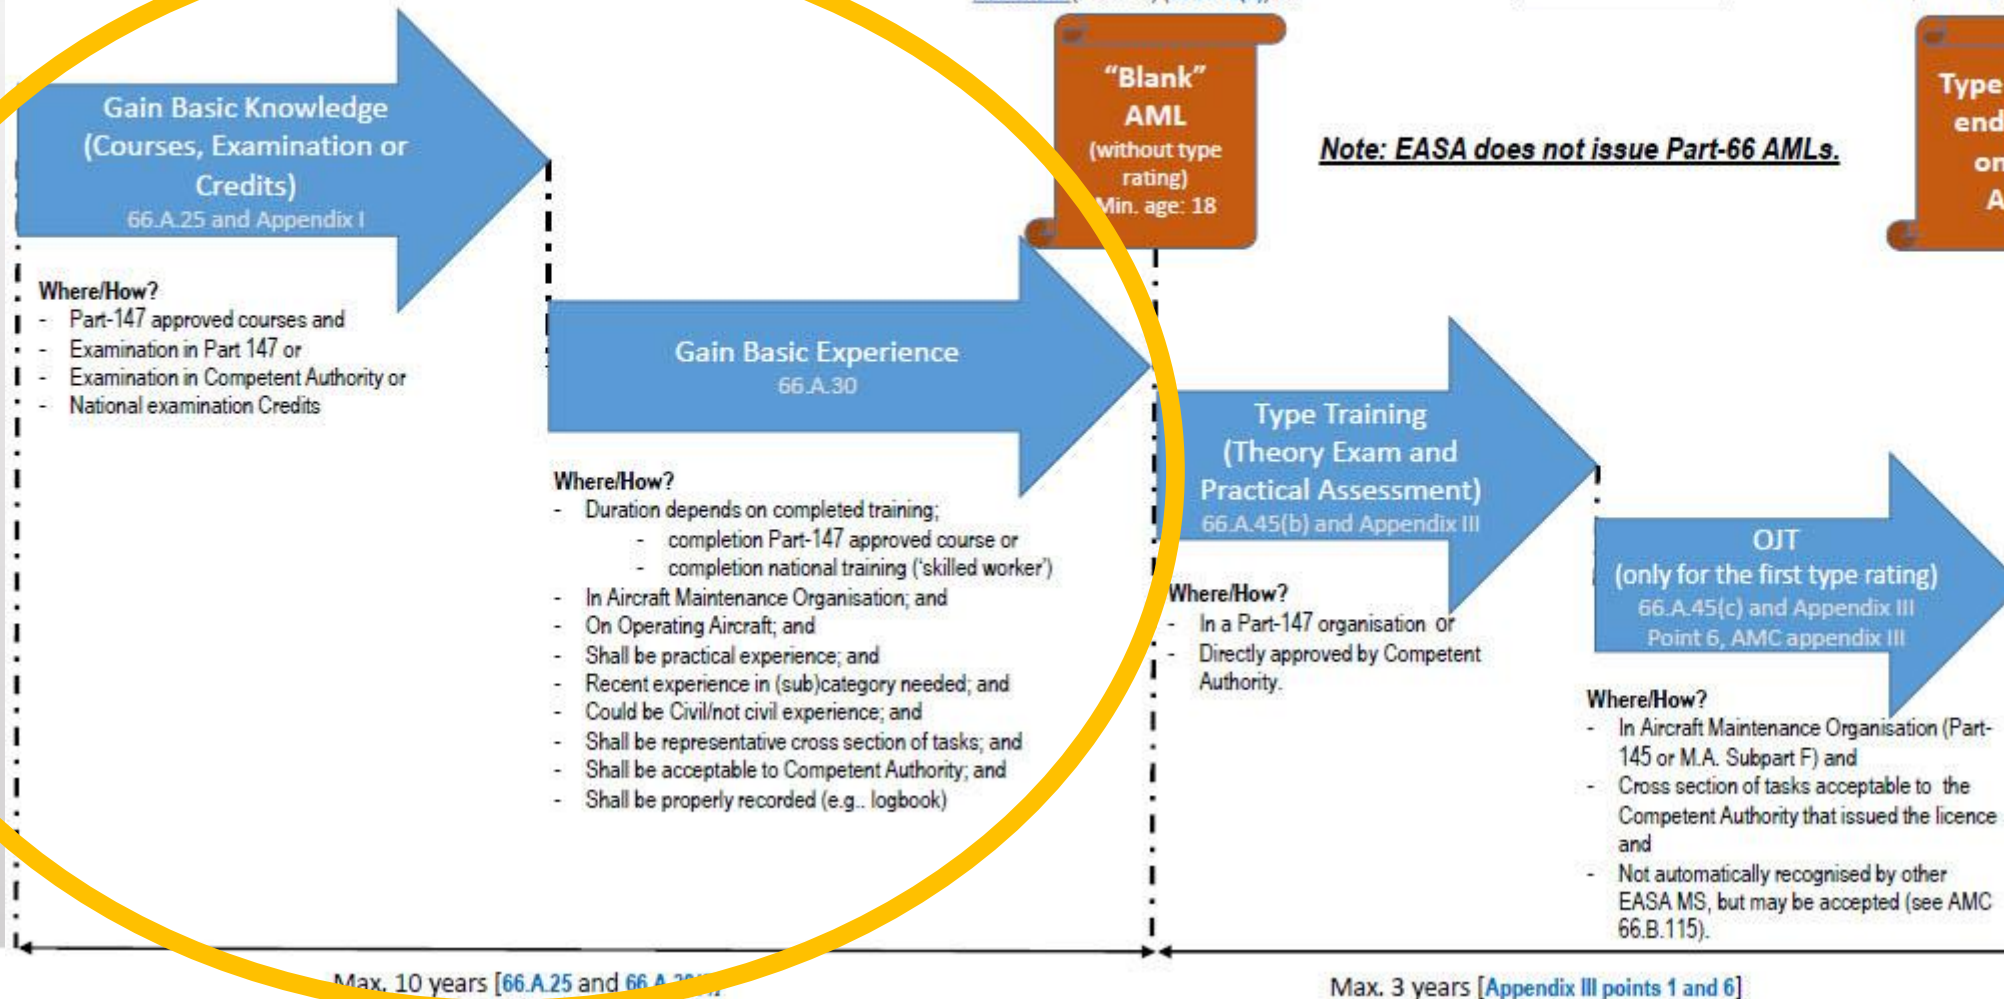 Gain Basic Knowledge
(Courses, Examination or
Credits)
66.A.25 and Appendix I
Where/How?
- Part-147 approved courses and
- Examination in Part 147 or
- Examination in Competent Authority or
- National examination Credits
Gain Basic Experience
66.A.30
Where/How?
- Duration depends on completed training;
- completion Part-147 approved course or
- completion national training (‘skilled worker’)
- In Aircraft Maintenance Organisation; and
- On Operating Aircraft; and
- Shall be practical experience; and
- Recent experience in (sub)category needed; and
- Could be Civil/not civil experience; and
- Shall be representative cross section of tasks; and
- Shall be acceptable to Competent Authority; and
- Shall be properly recorded (e.g.. logbook)
“Blank”
AML
(without type
rating)
Min. age: 18
Note: EASA does not issue Part-66 AMLs.
Type
end
on
A
Type Training
(Theory Exam and
Practical Assessment)
66.A.45(b) and Appendix III
Where/How?
- In a Part-147 organisation or
- Directly approved by Competent
Authority.
OJT
(only for the first type rating)
66.A.45(c) and Appendix III
Point 6, AMC appendix III
Where/How?
- In Aircraft Maintenance Organisation (Part-
145 or M.A. Subpart F) and
- Cross section of tasks acceptable to the
Competent Authority that issued the licence
and
- Not automatically recognised by other
EASA MS, but may be accepted (see AMC
66.B.115).
Max. 10 years [66.A.25 and 66
Max. 3 years [Appendix III points 1 and 6]